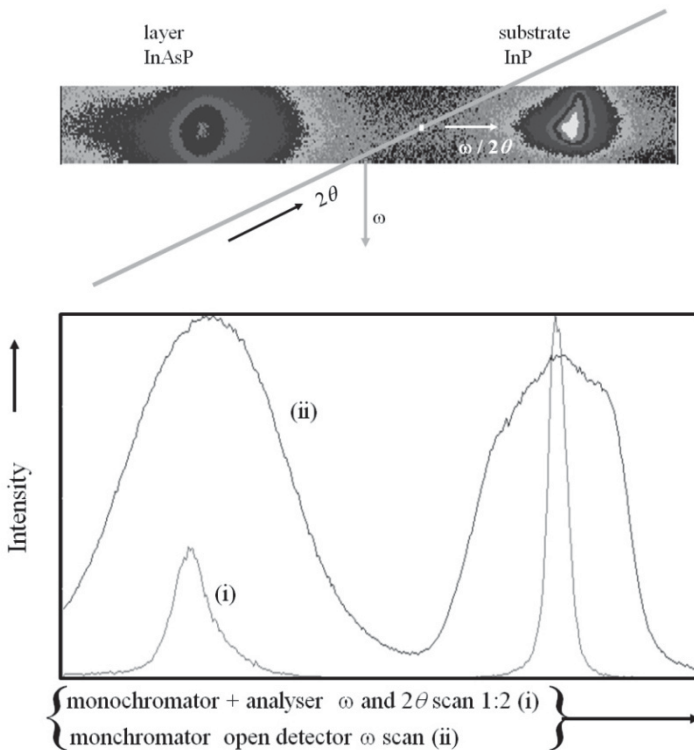 layer
InAsP
substrate
InP
ω / 2θ
2θ
ω
Intensity
(ii)
(i)
monochromator + analyser ω and 2θ scan 1:2 (i)
monchromator open detector ω scan (ii)